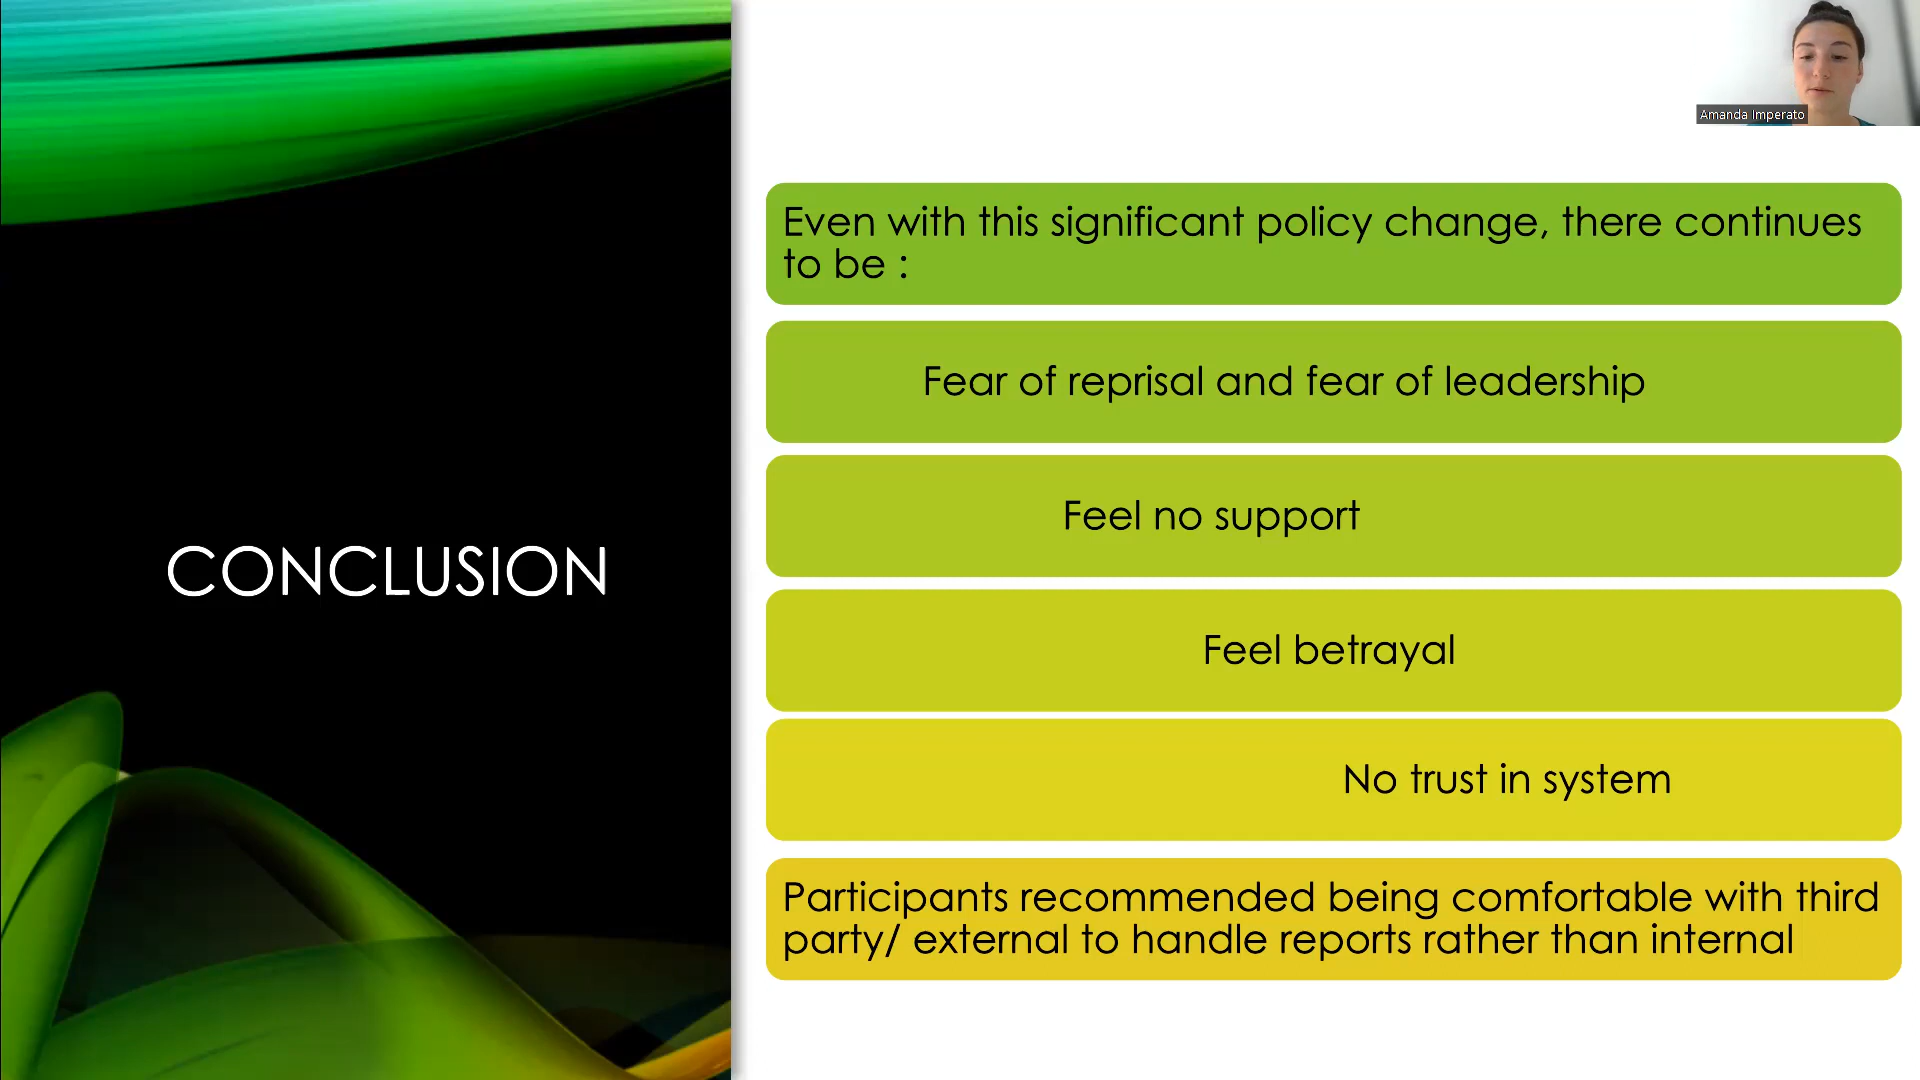 Amanda Imperato
CONCLUSION
Even with this significant policy change, there continues
to be :
Fear of reprisal and fear of leadership
Feel no support
Feel betrayal
No trust in system
Participants recommended being comfortable with third
party/ external to handle reports rather than internal